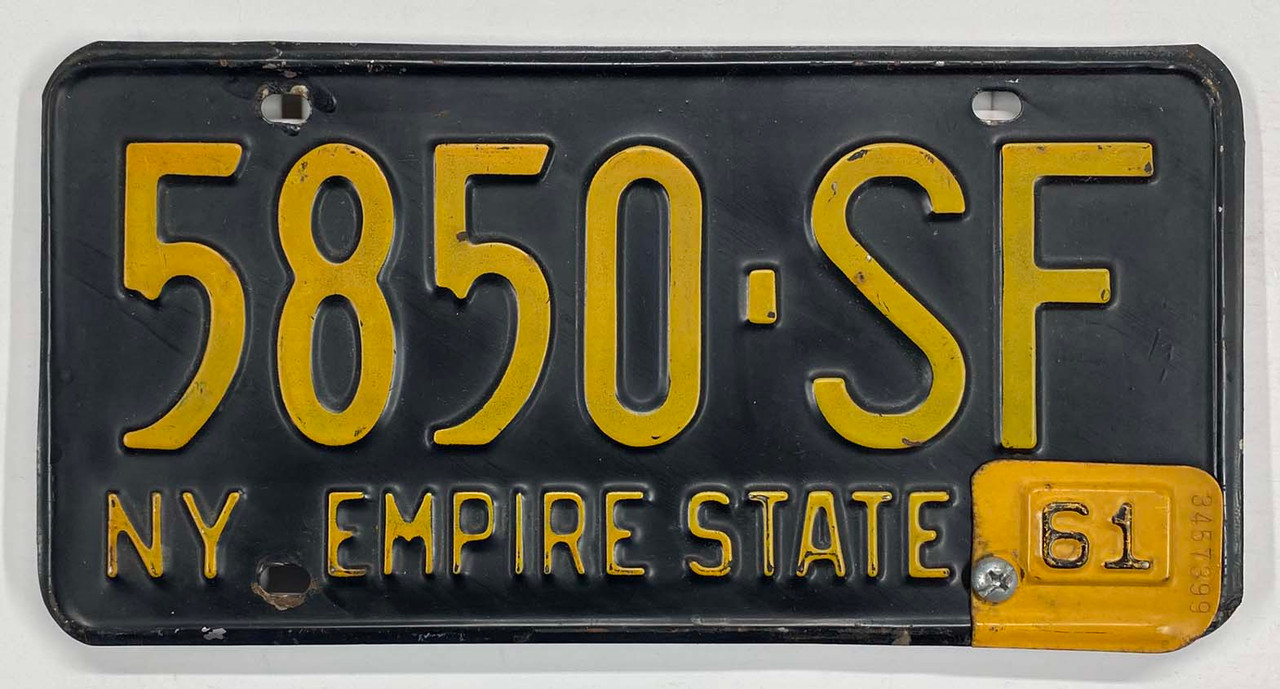 5850-SF
NY EMPIRE STATE
61
3457399